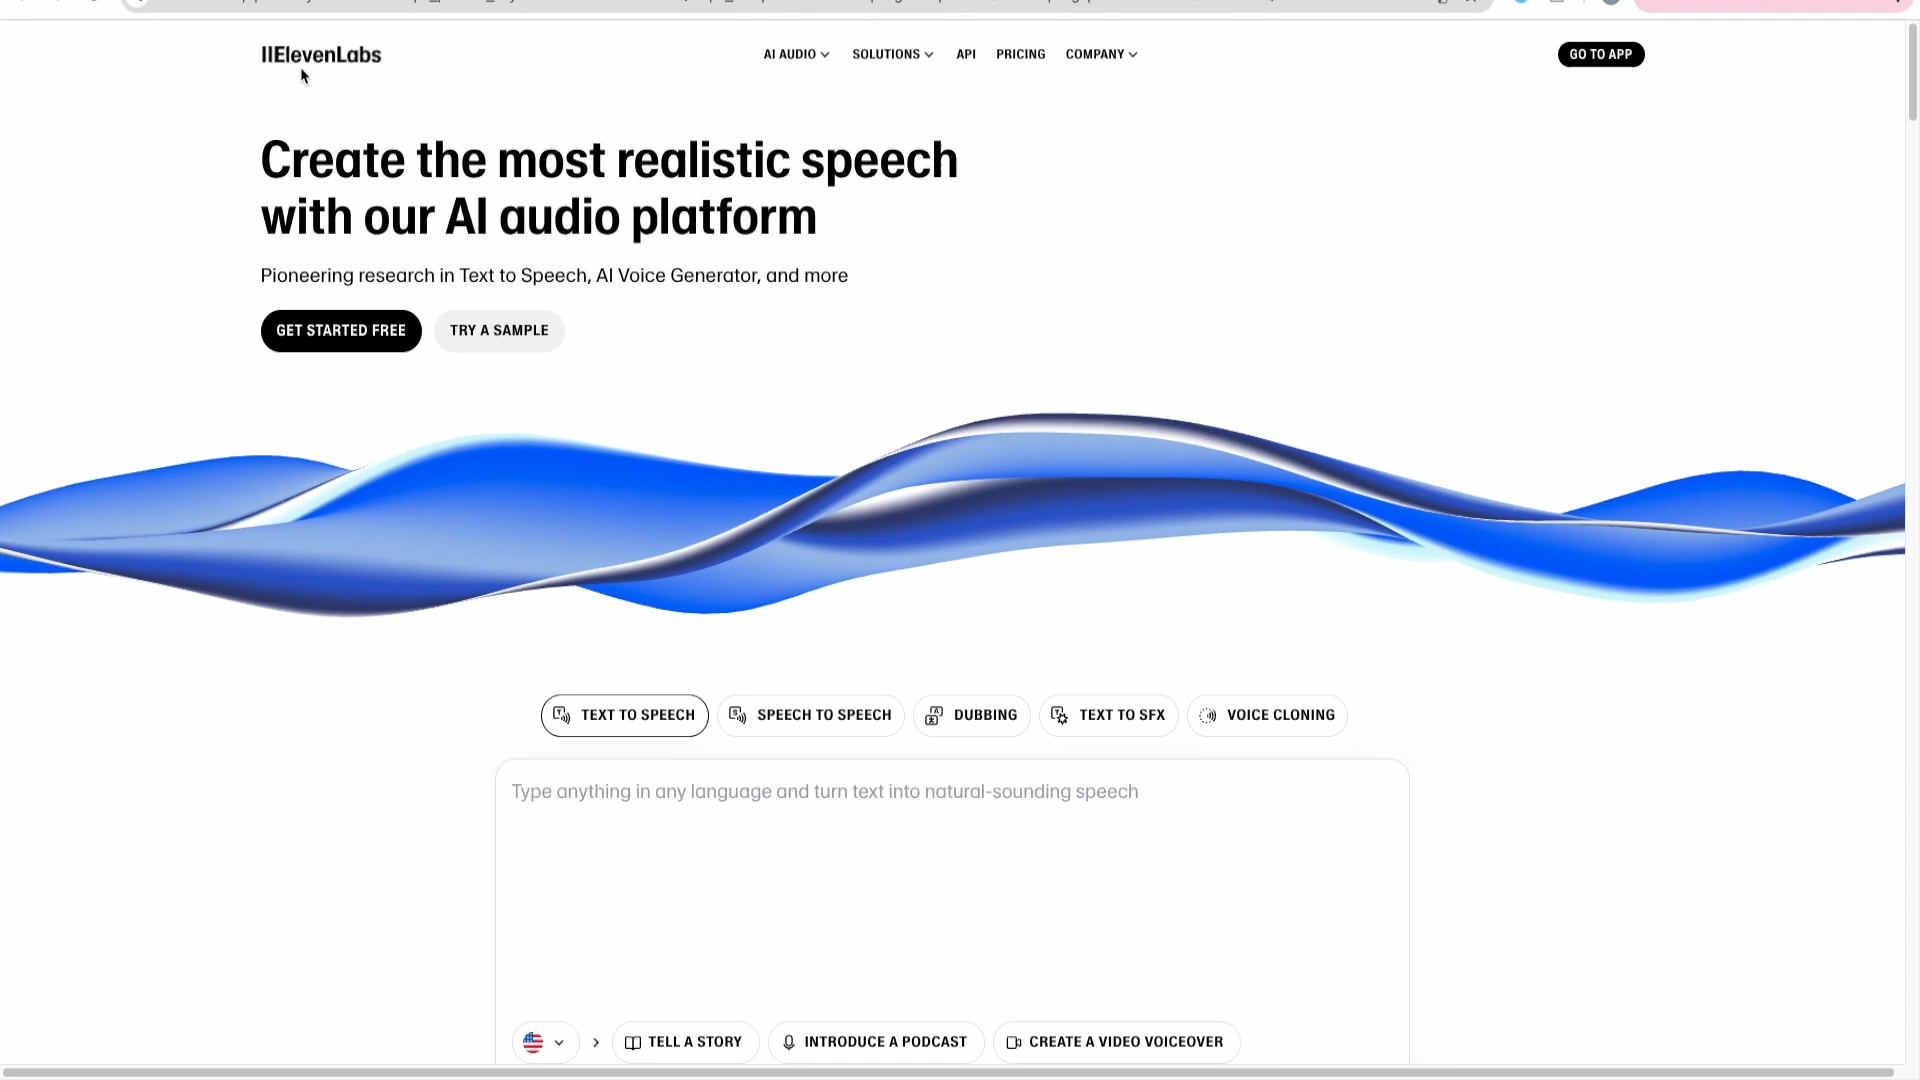 IIElevenLabs
AI AUDIO
SOLUTIONS
API
PRICING
COMPANY
GO TO APP
Create the most realistic speech
with our AI audio platform
Pioneering research in Text to Speech, AI Voice Generator, and more
GET STARTED FREE
TRY A SAMPLE
TEXT TO SPEECH
SPEECH TO SPEECH
DUBBING
TEXT TO SFX
VOICE CLONING
Type anything in any language and turn text into natural-sounding speech
TELL A STORY
INTRODUCE A PODCAST
CREATE A VIDEO VOICEOVER